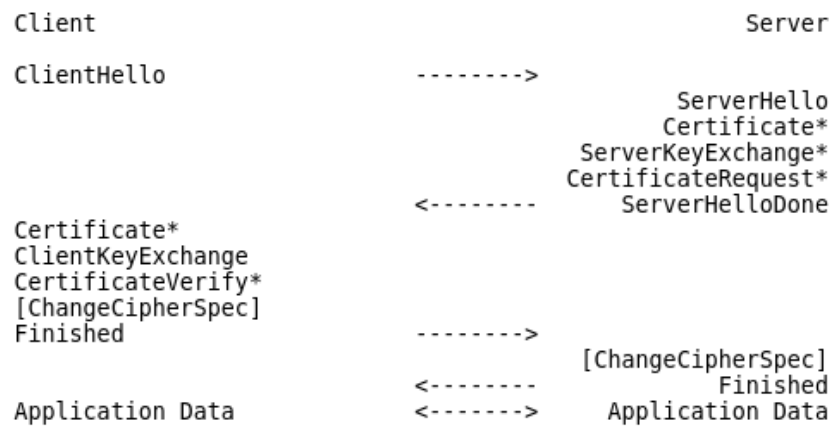 Client                                               Server

ClientHello                  -------->
                                                ServerHello
                                               Certificate*
                                         ServerKeyExchange*
                                        CertificateRequest*
                             <--------      ServerHelloDone
Certificate*
ClientKeyExchange
CertificateVerify*
[ChangeCipherSpec]
Finished                     -------->
                                         [ChangeCipherSpec]
                             <--------             Finished
Application Data             <------->     Application Data